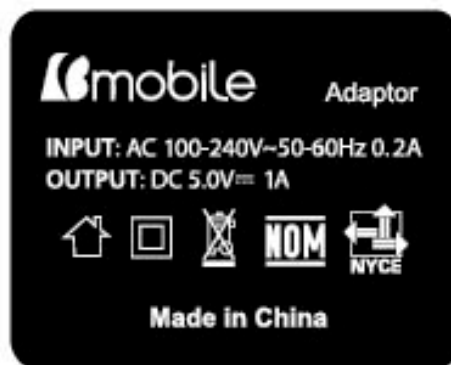 Bmobile Adaptor
INPUT: AC 100-240V~50-60Hz 0.2A
OUTPUT: DC 5.0V⎓ 1A
NOM NYCE
Made in China